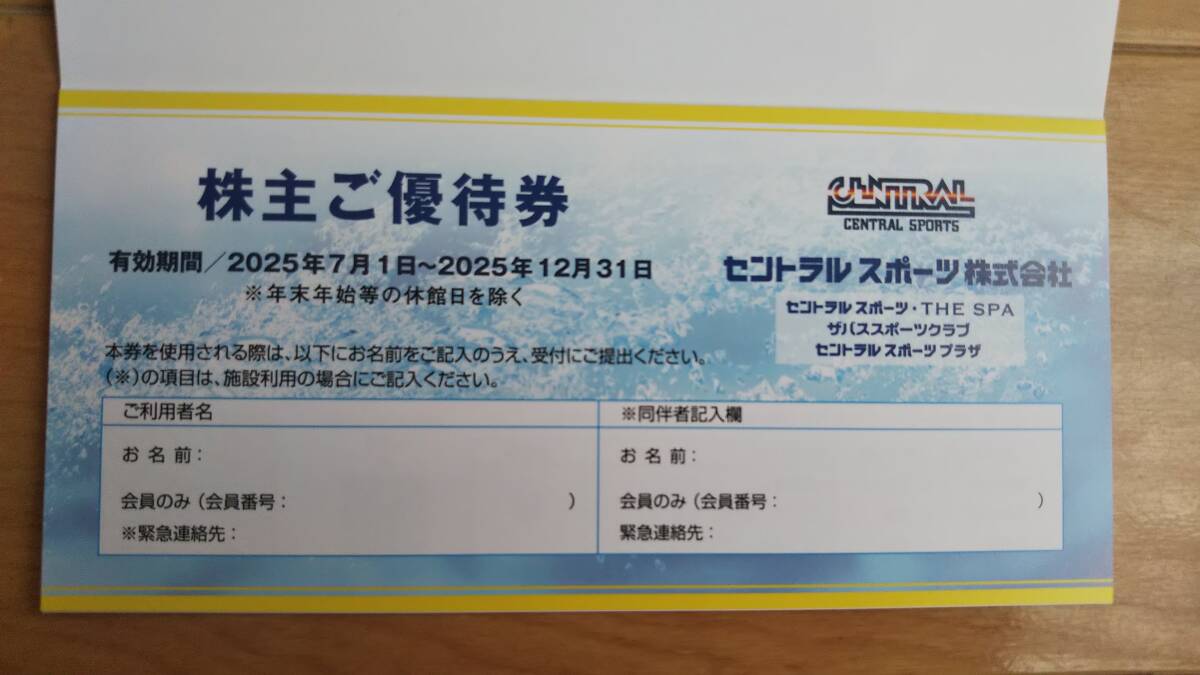 株主ご優待券
有効期間／2025年7月1日～2025年12月31日
※年末年始等の休館日を除く
CENTRAL
CENTRAL SPORTS
セントラルスポーツ株式会社
セントラルスポーツ・THE SPA
ザバススポーツクラブ
セントラルスポーツプラザ
本券を使用される際は、以下にお名前をご記入のうえ、受付にご提出ください。
（※）の項目は、施設利用の場合にご記入ください。
ご利用者名
お名前：
会員のみ（会員番号：　　　）
※緊急連絡先：
※同伴者記入欄
お名前：
会員のみ（会員番号：　　　）
緊急連絡先：